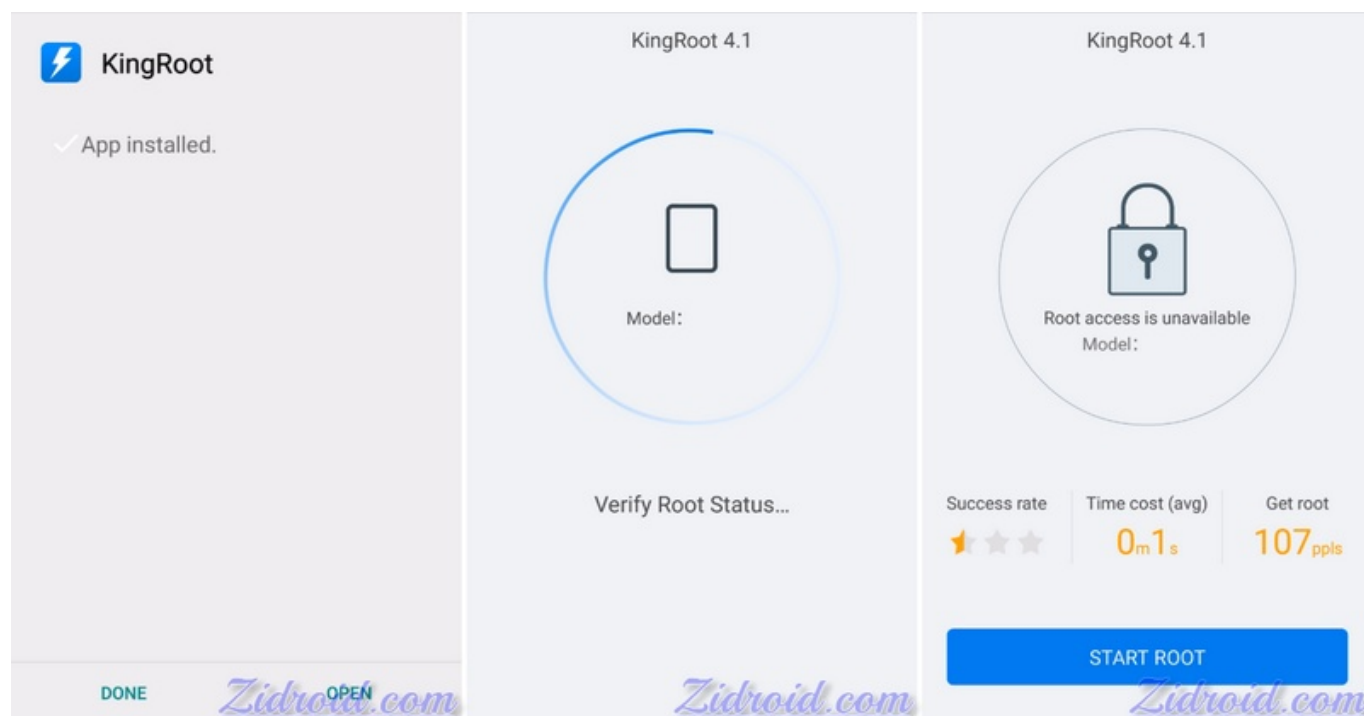 KingRoot
App installed.
DONE
OPEN
Zidroid.com
KingRoot 4.1
Model:
Verify Root Status...
Zidroid.com
KingRoot 4.1
Root access is unavailable
Model:
Success rate
Time cost (avg)
0m1s
Get root
107ppls
START ROOT
Zidroid.com